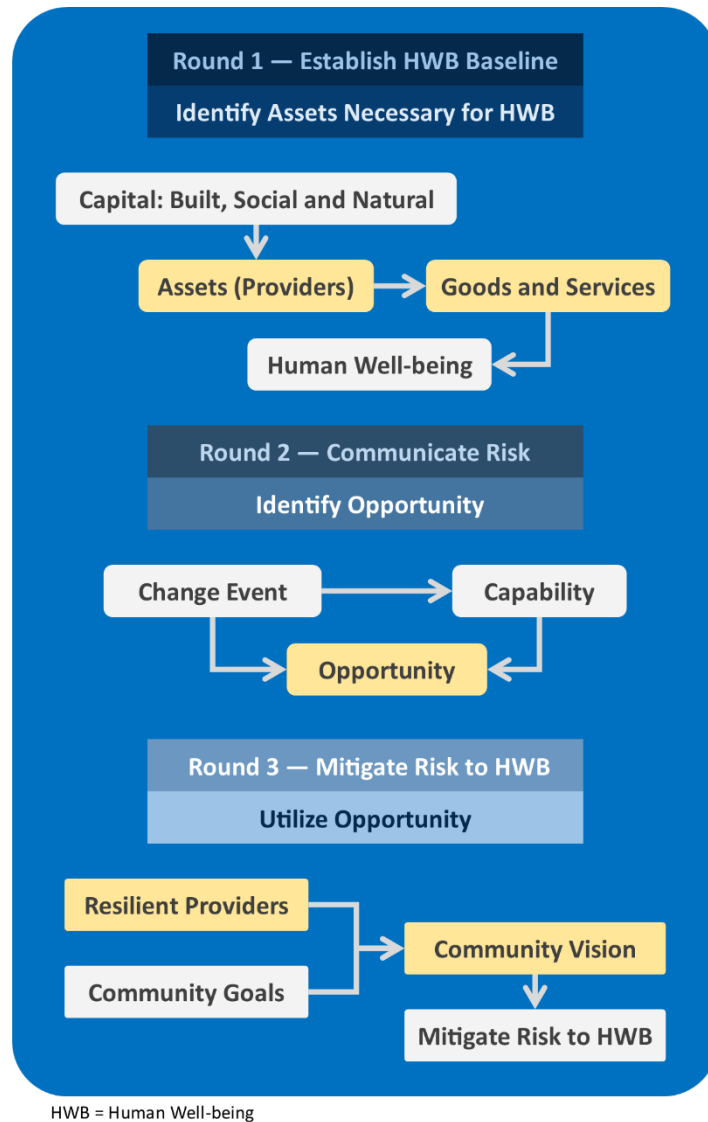 Round 1 — Establish HWB Baseline
Identify Assets Necessary for HWB
Capital: Built, Social and Natural
Assets (Providers)
Goods and Services
Human Well-being
Round 2 — Communicate Risk
Identify Opportunity
Change Event
Capability
Opportunity
Round 3 — Mitigate Risk to HWB
Utilize Opportunity
Resilient Providers
Community Goals
Community Vision
Mitigate Risk to HWB
HWB = Human Well-being